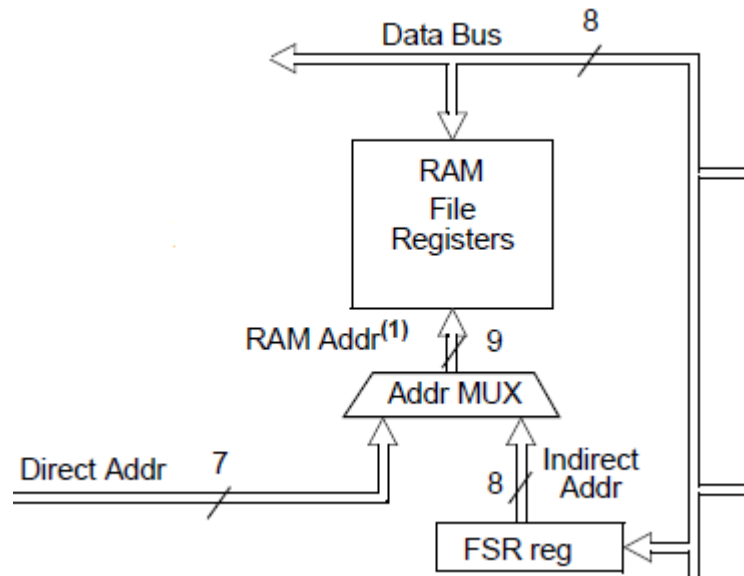 Data Bus
8
RAM
File
Registers
RAM Addr(1)
9
Addr MUX
Direct Addr
7
8
Indirect
Addr
FSR reg